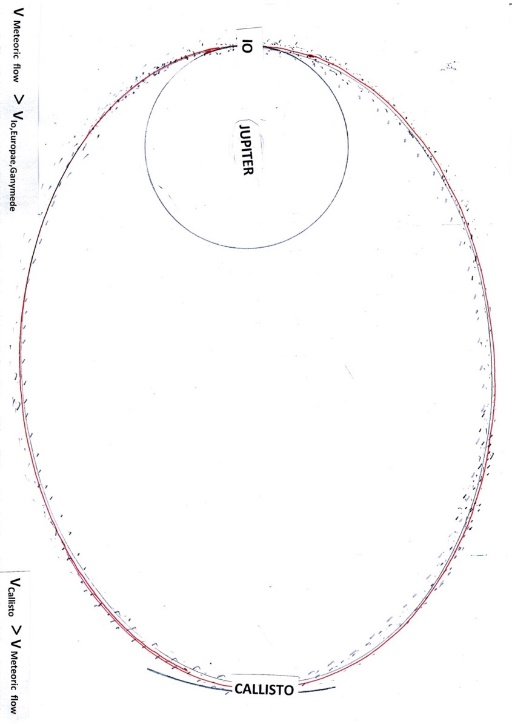 IO
JUPITER
V Meteoric flow > V Io,Europae,Ganymede
CALLISTO
V Callisto > V Meteoric flow